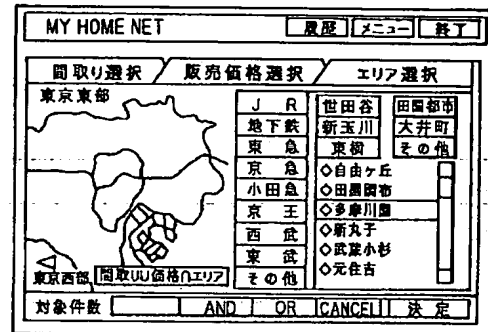 MY HOME NET 履歴 メニュー 終了
間取り選択 販売価格選択 エリア選択
東京東部
東京西部
間取UU価格∩エリア
J R
地下鉄
東 急
京 急
小田急
京 王
西 武
東 武
その他
世田谷 田園都市
新玉川 大井町
東横 その他
◇自由ヶ丘
◇田園調布
◇多摩川園
◇新丸子
◇武蔵小杉
◇元住吉
対象件数 AND OR CANCEL 決 定